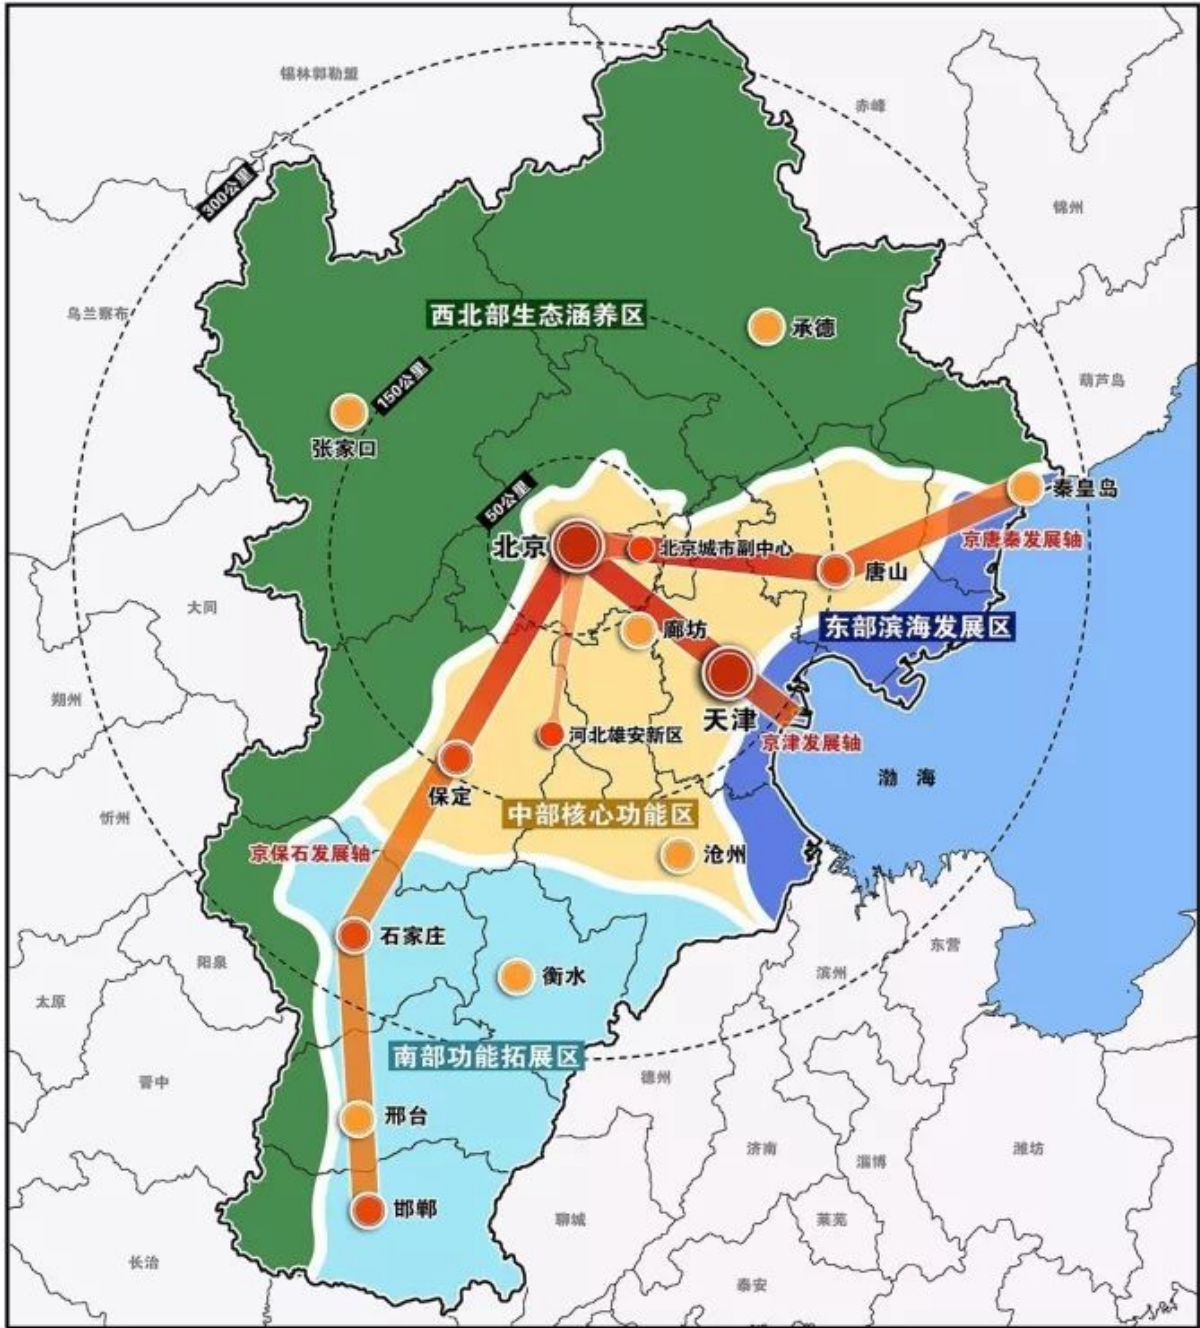 锡林郭勒盟
赤峰
300公里
锦州
乌兰察布
西北部生态涵养区
承德
葫芦岛
150公里
张家口
50公里
秦皇岛
北京
北京城市副中心
京唐秦发展轴
唐山
大同
廊坊
东部滨海发展区
朔州
天津
河北雄安新区
京津发展轴
渤海
保定
中部核心功能区
忻州
京保石发展轴
沧州
石家庄
东营
阳泉
衡水
滨州
太原
南部功能拓展区
德州
晋中
邢台
济南
淄博
潍坊
邯郸
聊城
莱芜
长治
泰安